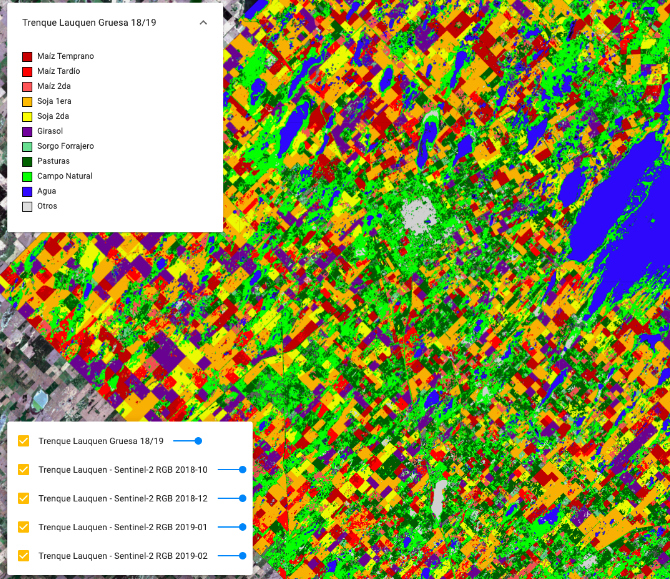 Trenque Lauquen Gruesa 18/19
Maíz Temprano
Maíz Tardío
Maíz 2da
Soja 1era
Soja 2da
Girasol
Sorgo Forrajero
Pasturas
Campo Natural
Agua
Otros
Trenque Lauquen Gruesa 18/19
Trenque Lauquen - Sentinel-2 RGB 2018-10
Trenque Lauquen - Sentinel-2 RGB 2018-12
Trenque Lauquen - Sentinel-2 RGB 2019-01
Trenque Lauquen - Sentinel-2 RGB 2019-02